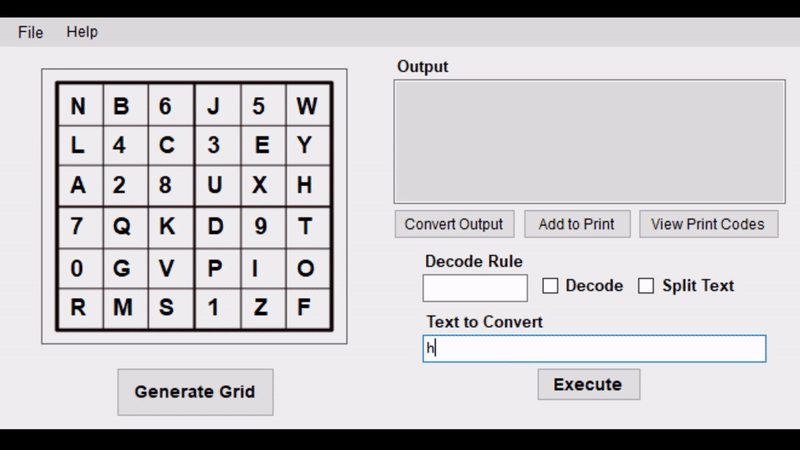 File Help
N B 6 J 5 W
L 4 C 3 E Y
A 2 8 U X H
7 Q K D 9 T
0 G V P I O
R M S 1 Z F
Generate Grid
Output
Convert Output Add to Print View Print Codes
Decode Rule
Decode Split Text
Text to Convert
h
Execute